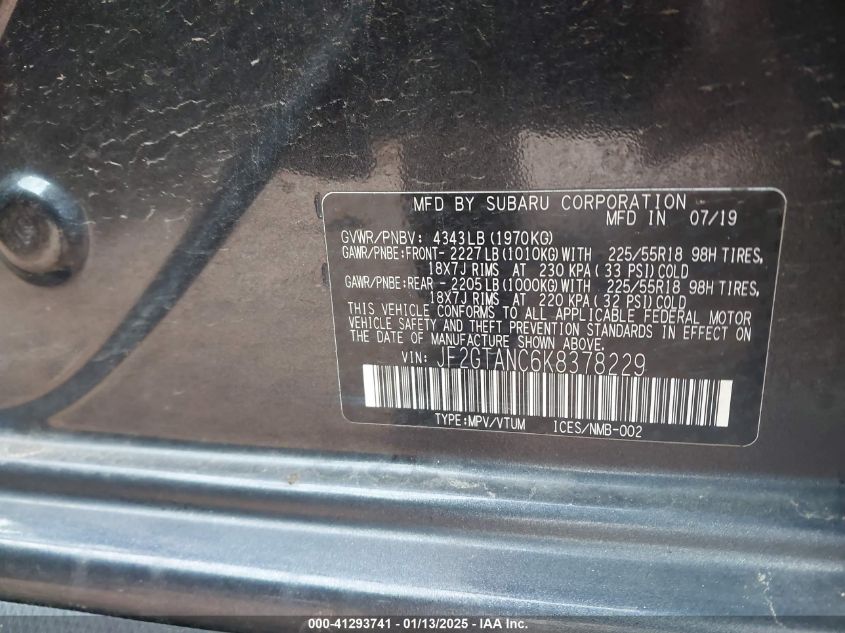 MFD BY SUBARU CORPORATION
MFD IN 07/19
GVWR/PNBV: 4343LB(1970KG)
GAWR/PNBE:FRONT- 2227LB(1010KG)WITH 225/55R18 98H TIRES,
18X7J RIMS AT 230 KPA( 33 PSI)COLD
GAWR/PNBE:REAR - 2205LB(1000KG)WITH 225/55R18 98H TIRES,
18X7J RIMS AT 220 KPA( 32 PSI)COLD
THIS VEHICLE CONFORMS TO ALL APPLICABLE FEDERAL MOTOR
VEHICLE SAFETY AND THEFT PREVENTION STANDARDS IN EFFECT ON
THE DATE OF MANUFACTURE SHOWN ABOVE.
VIN: JF2GTANC6K8378229
TYPE:MPV/VTUM ICES/NMB-002
000-41293741 - 01/13/2025 - IAA Inc.